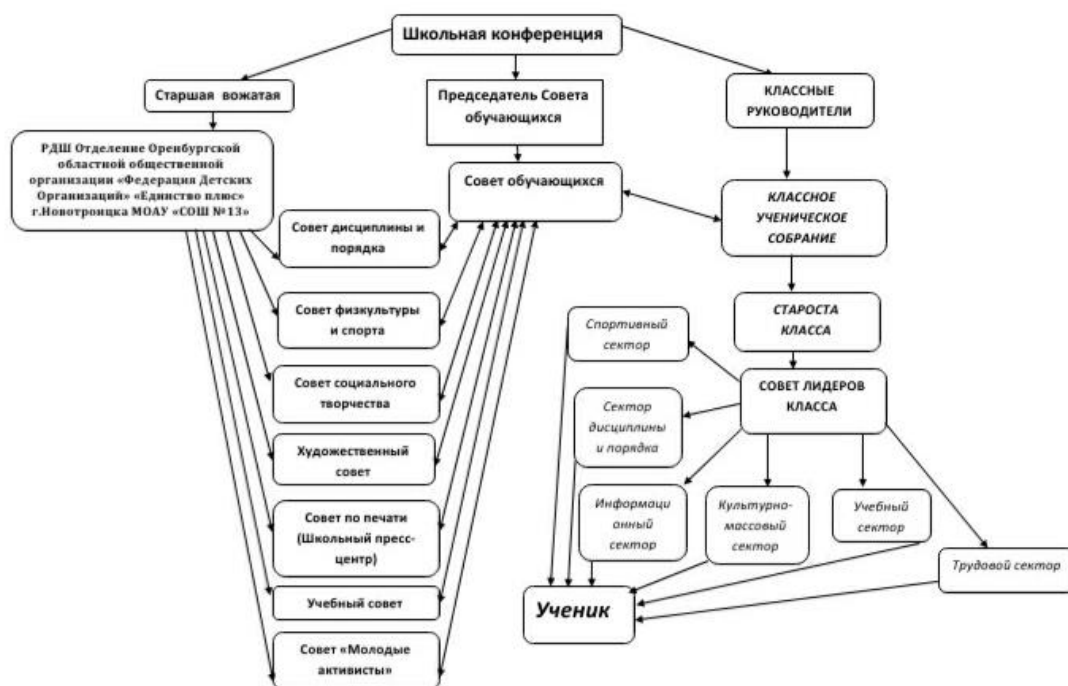 Школьная конференция
Старшая вожатая
Председатель Совета
обучающихся
КЛАССНЫЕ
РУКОВОДИТЕЛИ
РДШ Отделение Оренбургской
областной общественной
организации «Федерация Детских
Организаций» «Единство плюс»
г.Новотроицка МОАУ «СОШ №13»
Совет обучающихся
КЛАССНОЕ
УЧЕНИЧЕСКОЕ
СОБРАНИЕ
Совет дисциплины и
порядка
Совет физкультуры
и спорта
Совет социального
творчества
Художественный
совет
Совет по печати
(Школьный пресс-
центр)
Учебный совет
Совет «Молодые
активисты»
СТАРОСТА
КЛАССА
СОВЕТ ЛИДЕРОВ
КЛАССА
Спортивный
сектор
Сектор
дисциплины
и порядка
Информаци
онный
сектор
Культурно-
массовый
сектор
Учебный
сектор
Трудовой сектор
Ученик